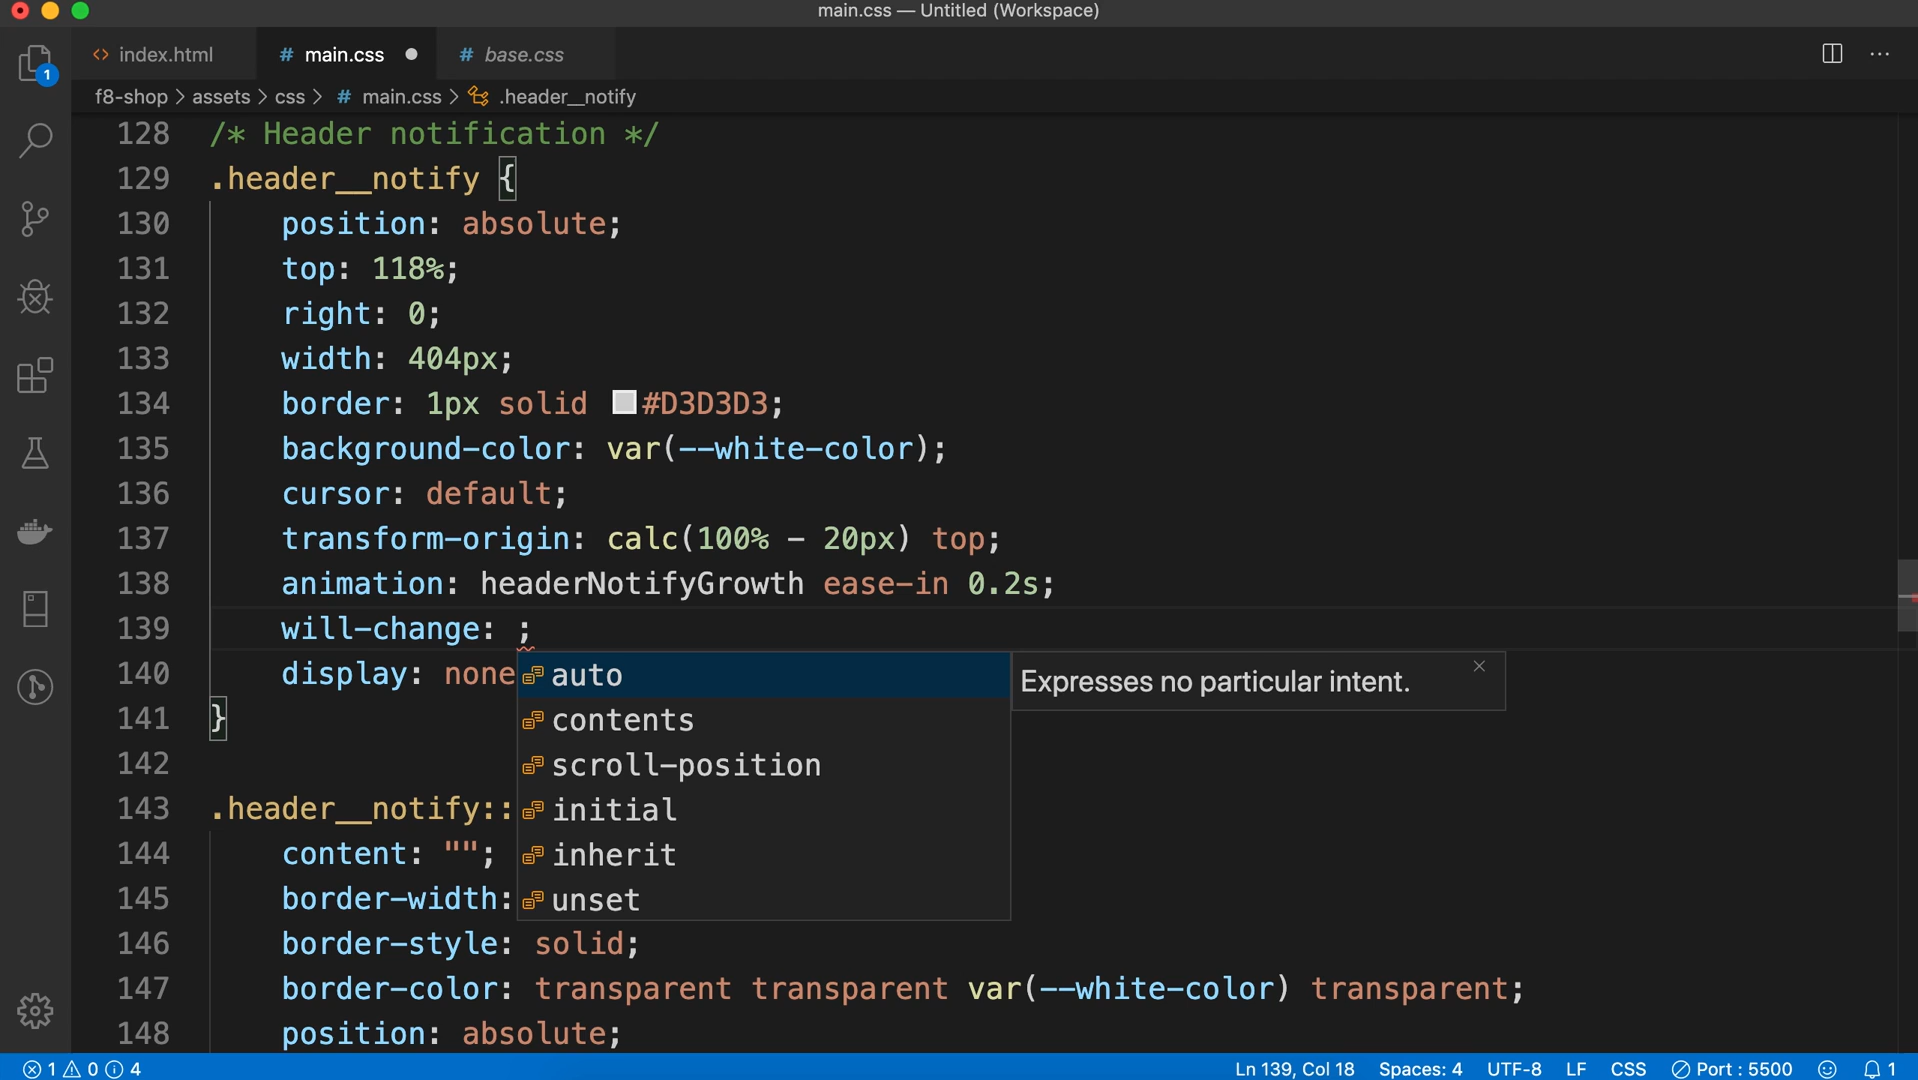 main.css — Untitled (Workspace)
1
<> index.html
# main.css
# base.css
f8-shop > assets > css > # main.css > .header__notify
128 /* Header notification */
129 .header__notify {
130 position: absolute;
131 top: 118%;
132 right: 0;
133 width: 404px;
134 border: 1px solid #D3D3D3;
135 background-color: var(--white-color);
136 cursor: default;
137 transform-origin: calc(100% - 20px) top;
138 animation: headerNotifyGrowth ease-in 0.2s;
139 will-change: ;
140 display: none
141 }
142
143 .header__notify::
144 content: "";
145 border-width:
146 border-style: solid;
147 border-color: transparent transparent var(--white-color) transparent;
148 position: absolute;
auto
contents
scroll-position
initial
inherit
unset
Expresses no particular intent.
1 0 4
Ln 139, Col 18 Spaces: 4 UTF-8 LF CSS Port : 5500 1